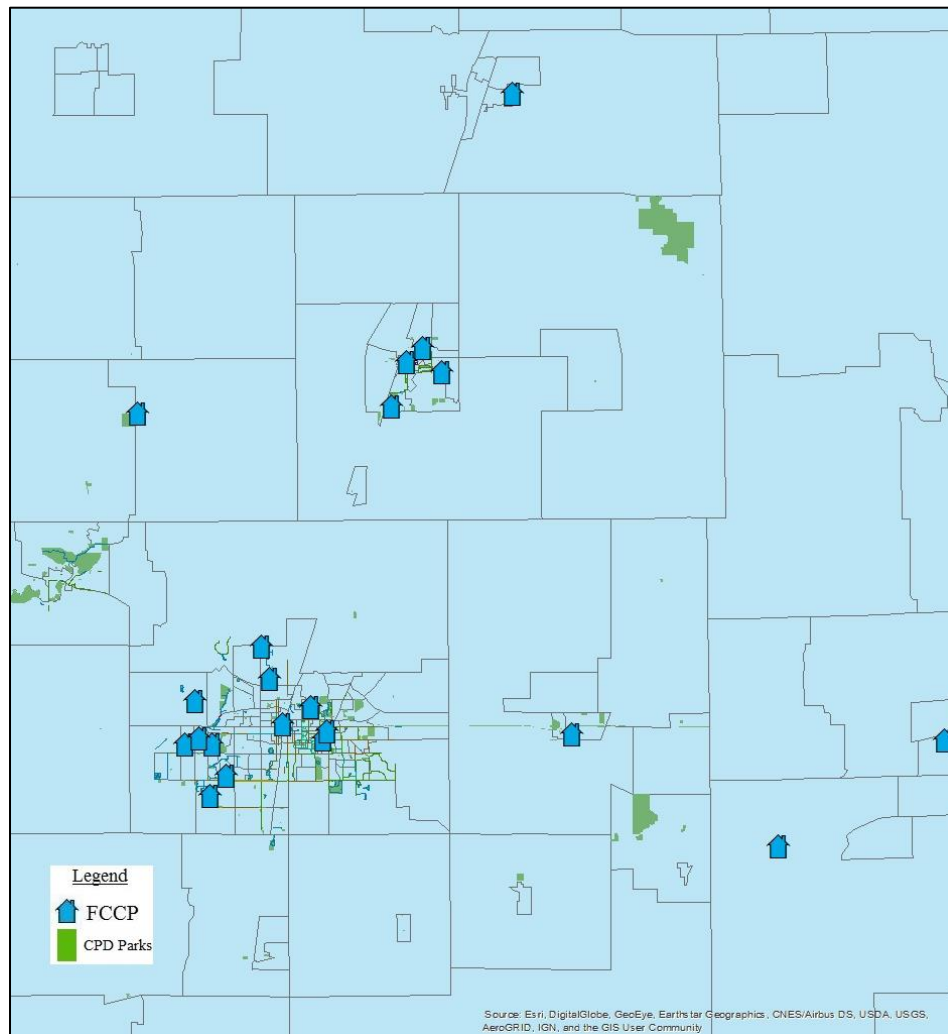 Legend
FCCP
CPD Parks
Source: Esri, DigitalGlobe, GeoEye, Earthstar Geographics, CNES/Airbus DS, USDA, USGS,
AeroGRID, IGN, and the GIS User Community